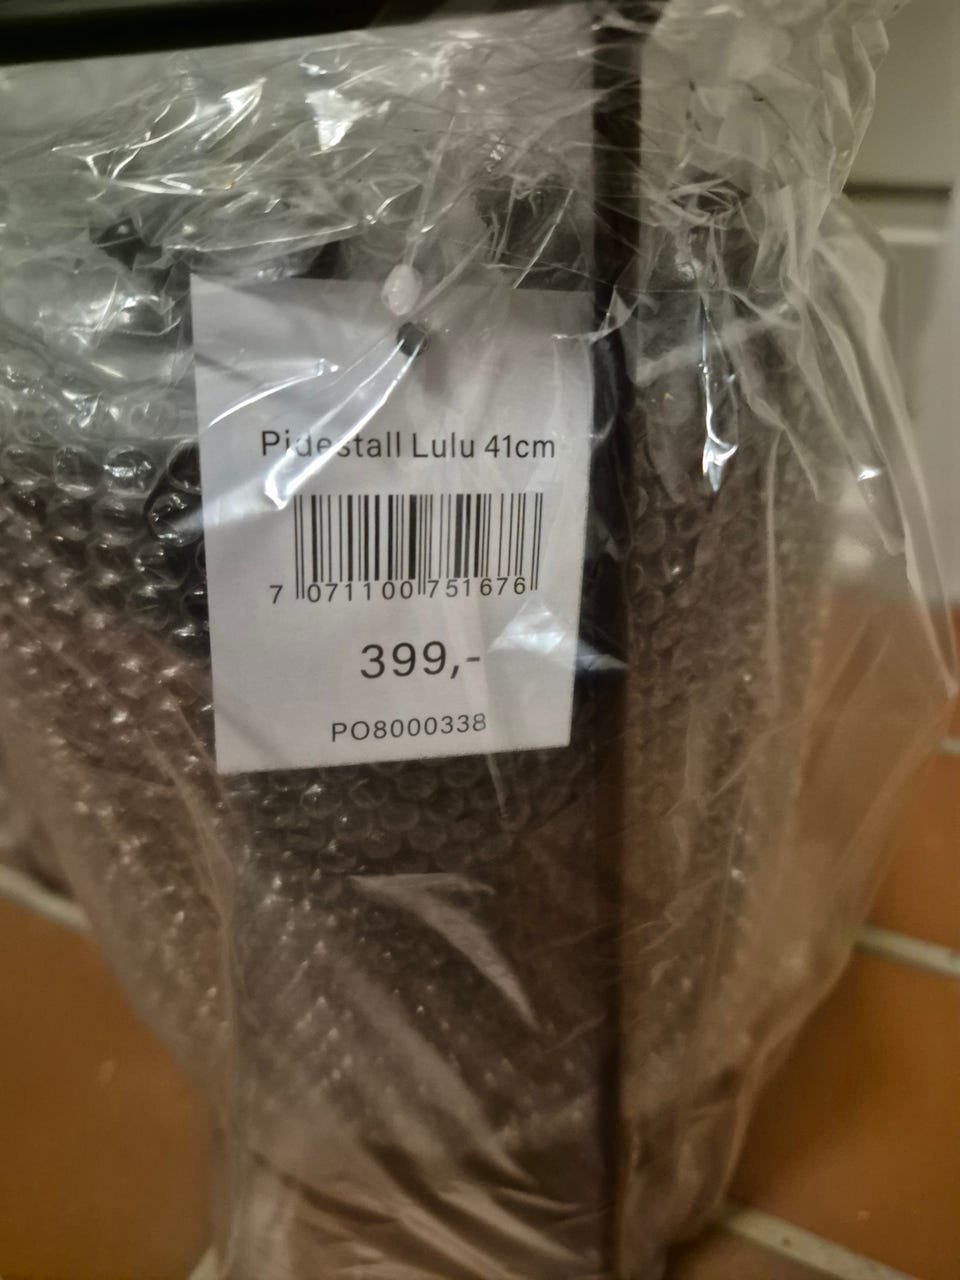 Pidestall Lulu 41cm
7 071100 751676
399,-
PO8000338